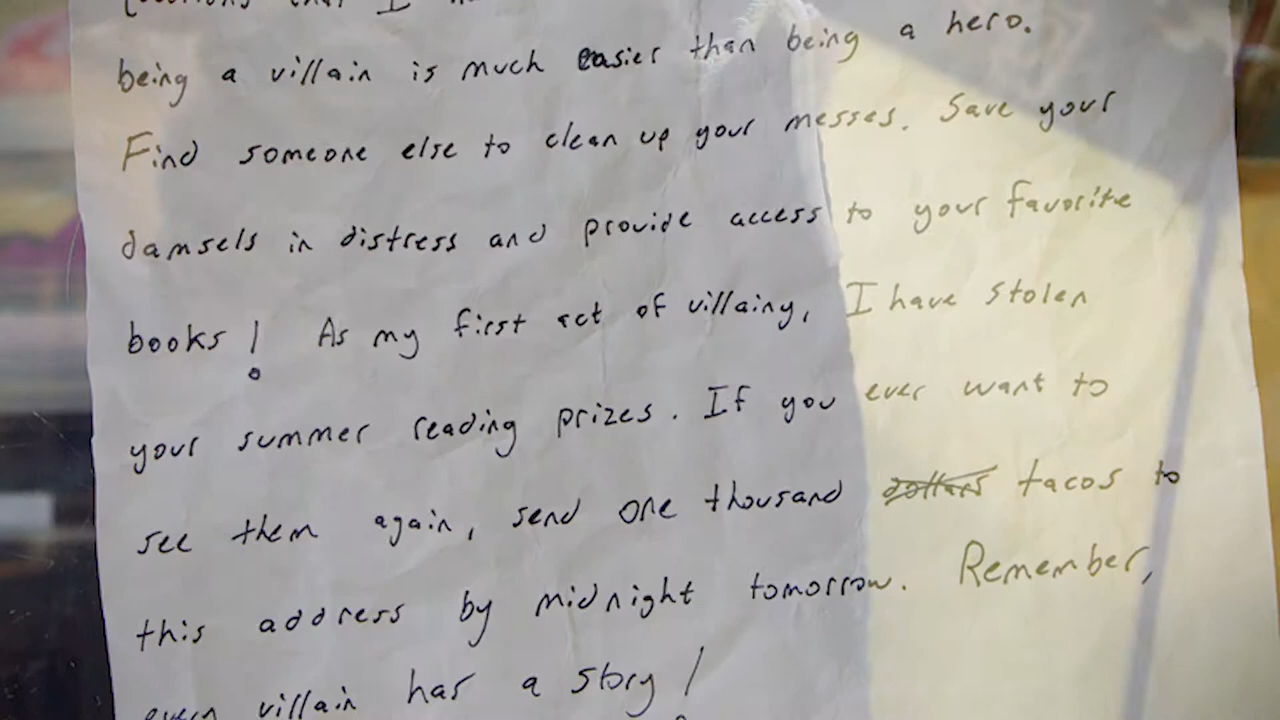 that I
being a villain is much easier than being a hero.
Find someone else to clean up your messes. Save your
damsels in distress and provide access to your favorite
books! As my first act of villainy, I have stolen
your summer reading prizes. If you ever want to
see them again, send one thousand dollars tacos to
this address by midnight tomorrow. Remember,
every villain has a story!